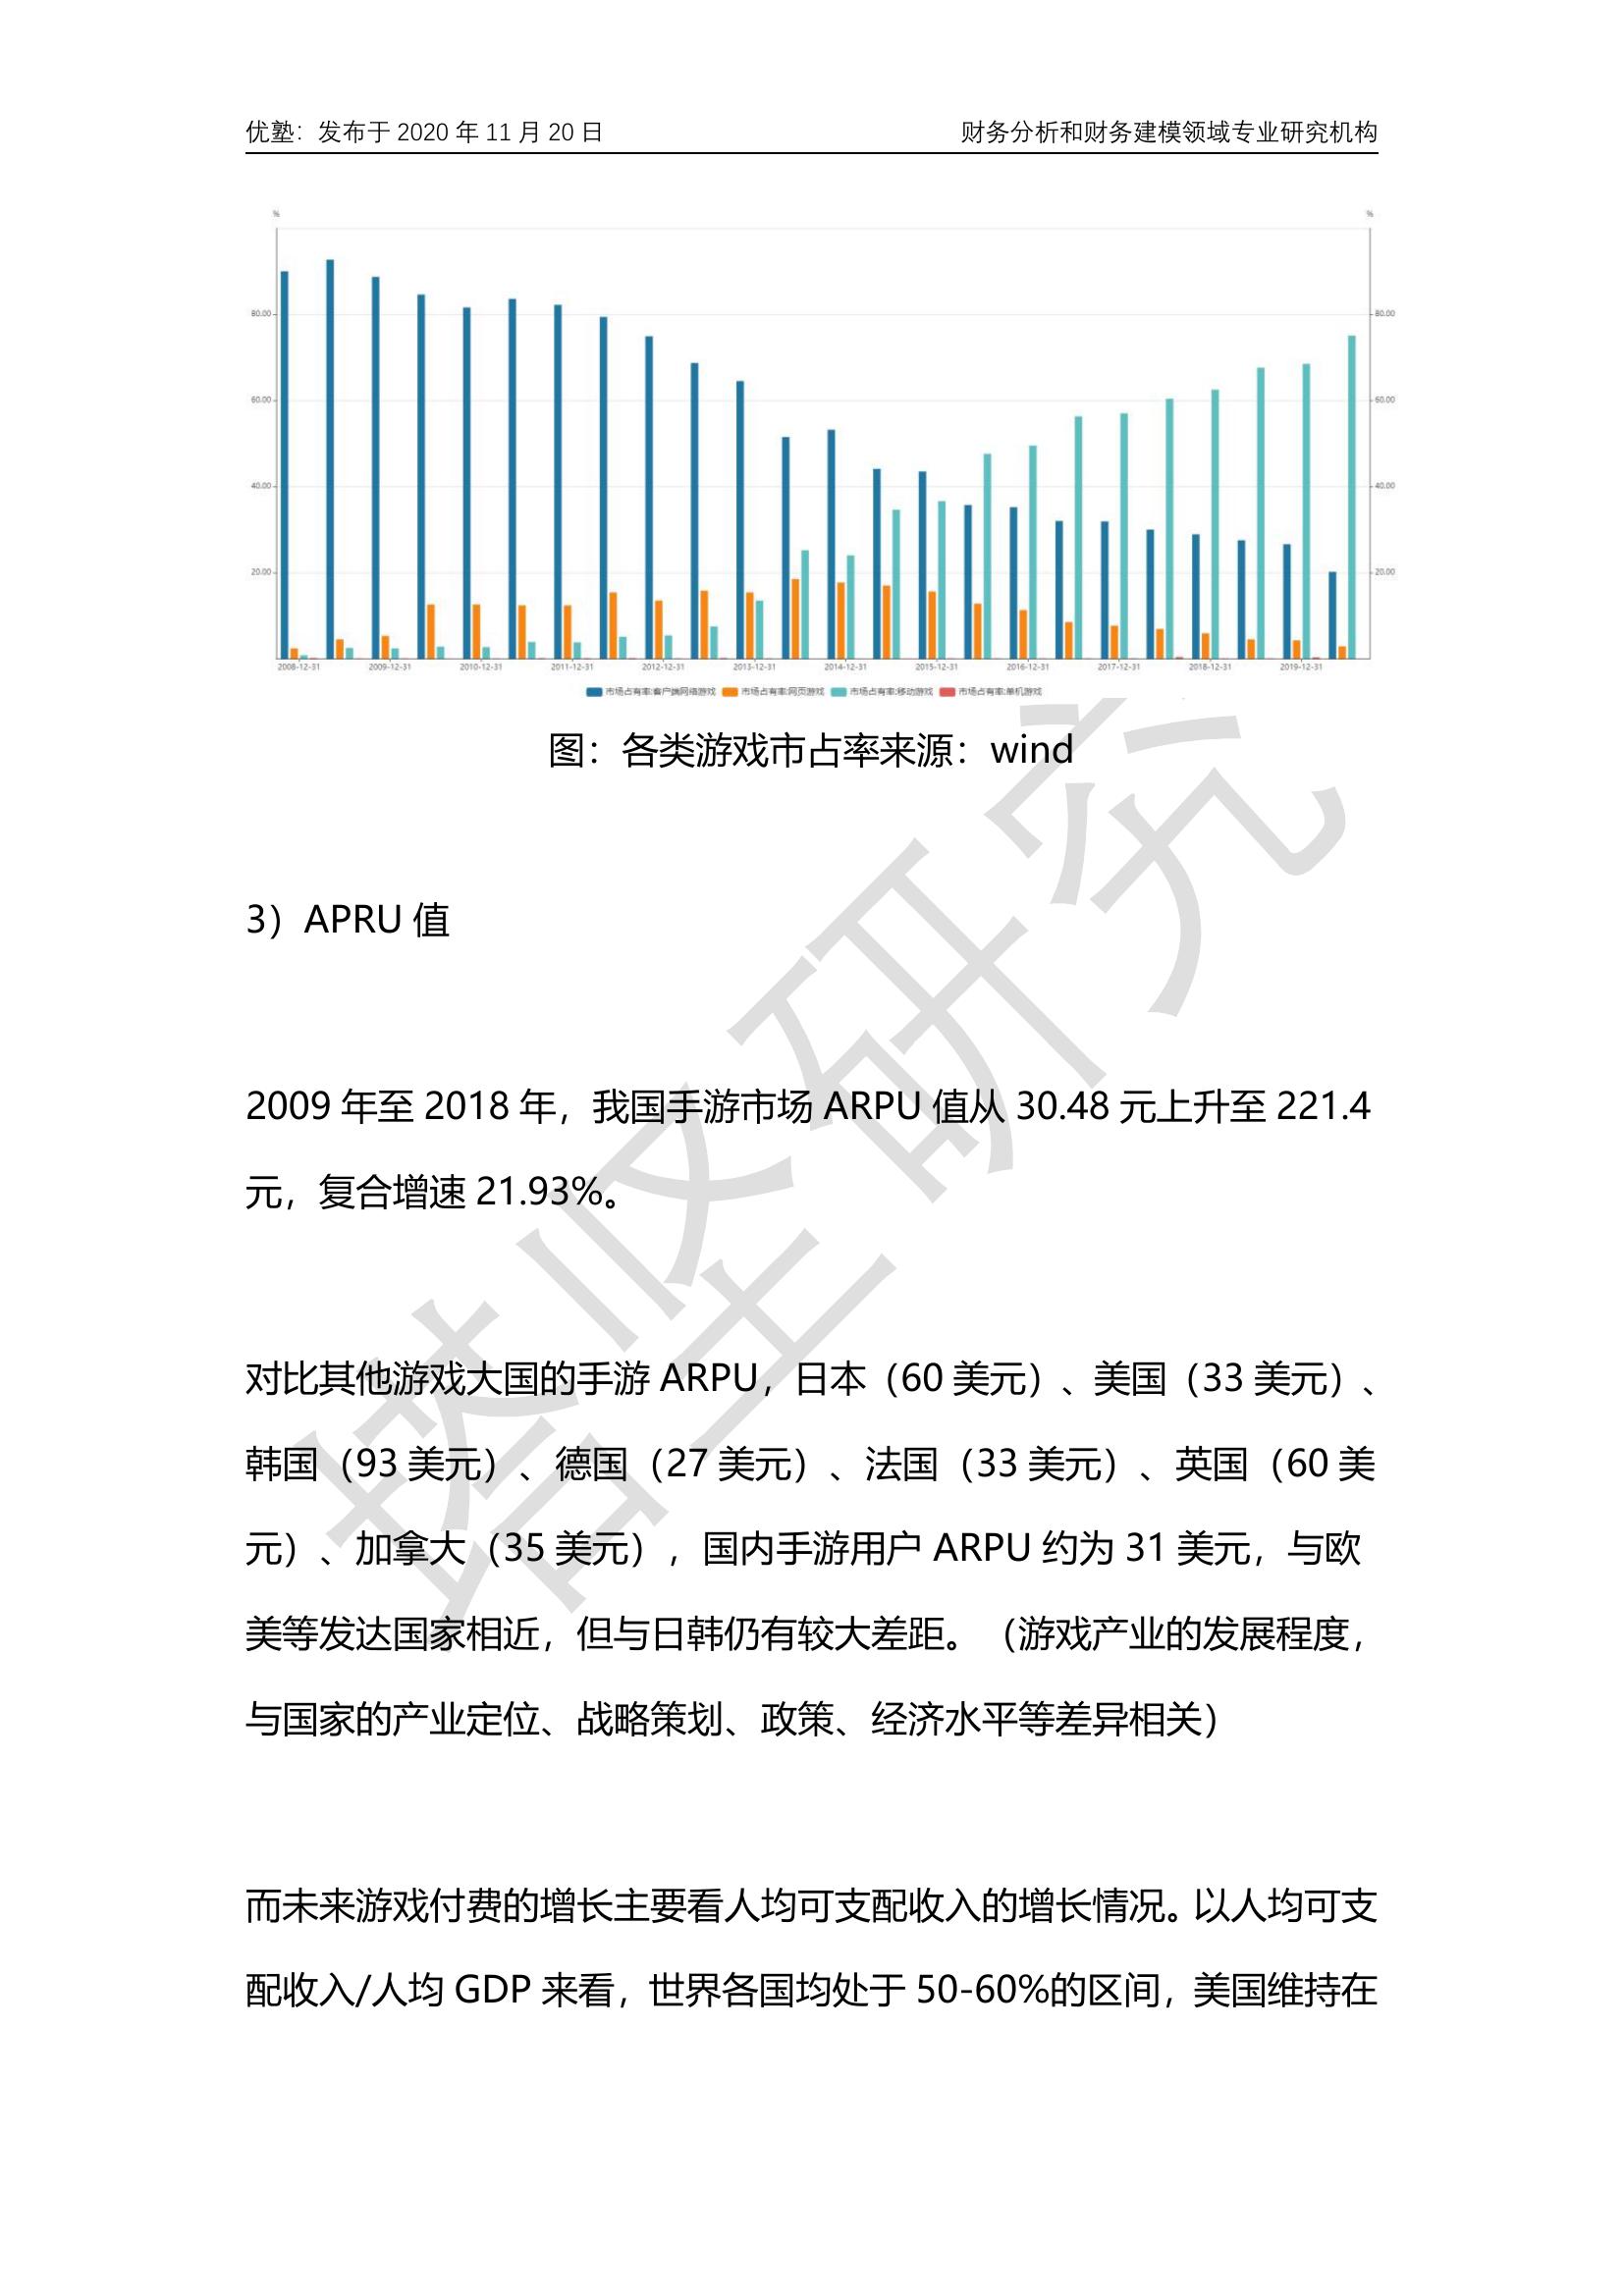 优塾：发布于 2020 年 11 月 20 日
财务分析和财务建模领域专业研究机构
% %
80.00 80.00
60.00 60.00
40.00 40.00
20.00 20.00
2008-12-31 2009-12-31 2010-12-31 2011-12-31 2012-12-31 2013-12-31 2014-12-31 2015-12-31 2016-12-31 2017-12-31 2018-12-31 2019-12-31
市场占有率:客户端网络游戏 市场占有率:网页游戏 市场占有率:移动游戏 市场占有率:单机游戏
图：各类游戏市占率来源：wind
3）APRU 值
2009 年至 2018 年，我国手游市场 ARPU 值从 30.48 元上升至 221.4
元，复合增速 21.93%。
对比其他游戏大国的手游 ARPU，日本（60 美元）、美国（33 美元）、
韩国（93 美元）、德国（27 美元）、法国（33 美元）、英国（60 美
元）、加拿大（35 美元），国内手游用户 ARPU 约为 31 美元，与欧
美等发达国家相近，但与日韩仍有较大差距。（游戏产业的发展程度，
与国家的产业定位、战略策划、政策、经济水平等差异相关）
而未来游戏付费的增长主要看人均可支配收入的增长情况。以人均可支
配收入/人均 GDP 来看，世界各国均处于 50-60%的区间，美国维持在
塔坚研究